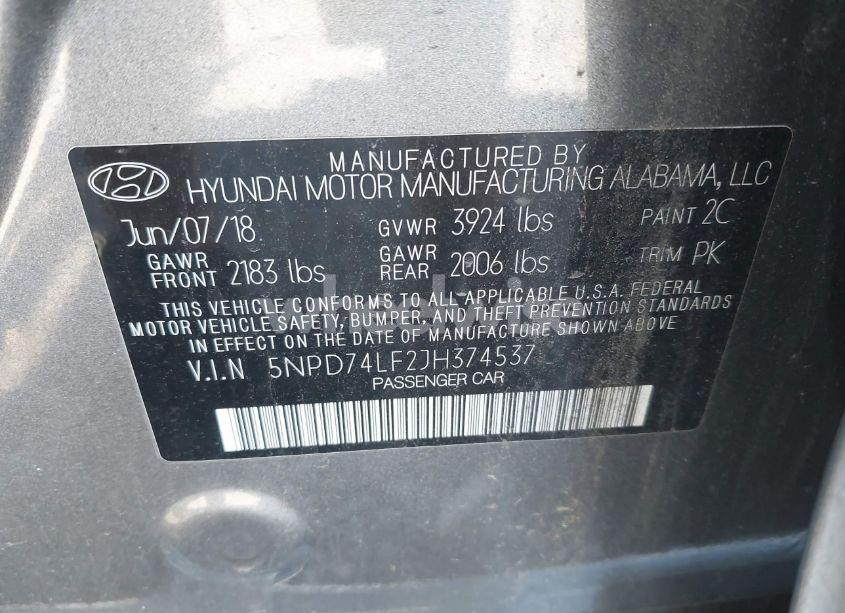 MANUFACTURED BY
HYUNDAI MOTOR MANUFACTURING ALABAMA, LLC
Jun/07/18 GVWR 3924 lbs PAINT 2C
GAWR FRONT 2183 lbs GAWR REAR 2006 lbs TRIM PK
THIS VEHICLE CONFORMS TO ALL APPLICABLE U.S.A. FEDERAL
MOTOR VEHICLE SAFETY, BUMPER, AND THEFT PREVENTION STANDARDS
IN EFFECT ON THE DATE OF MANUFACTURE SHOWN ABOVE
V.I.N 5NPD74LF2JH374537
PASSENGER CAR